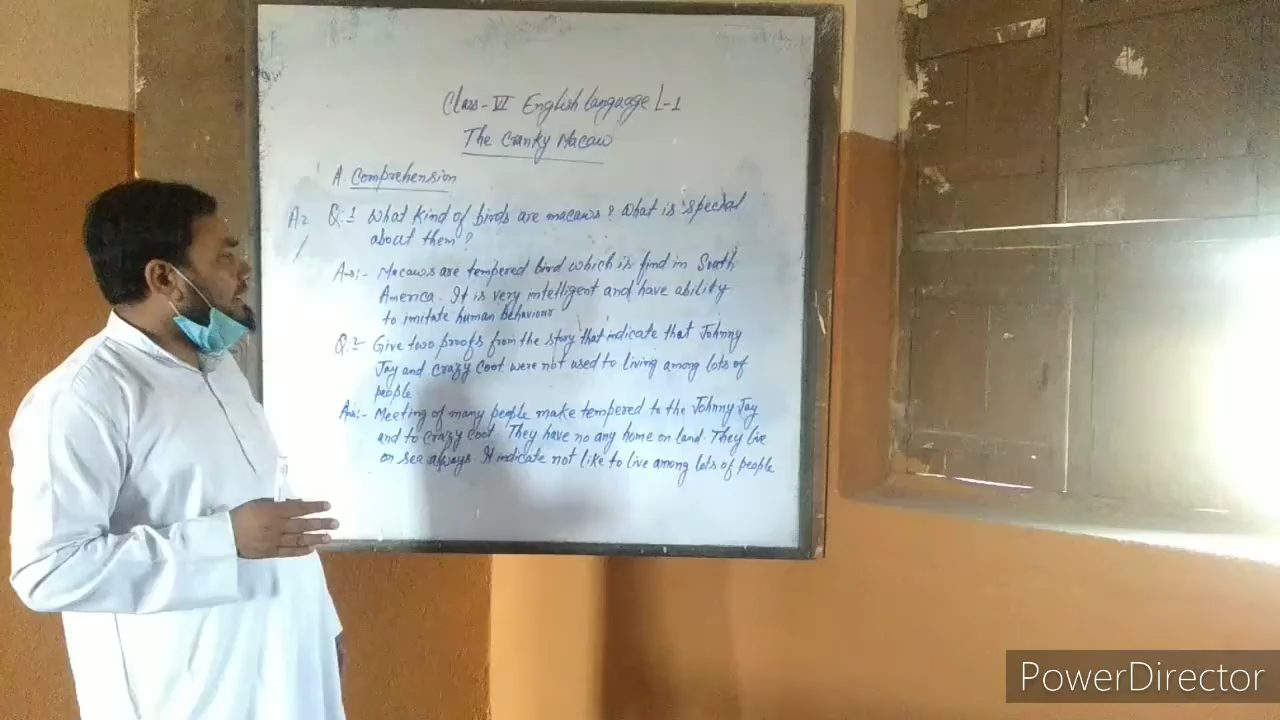 Class - VI English Language L-1
The Cranky Macaw
A. Comprehension
A= Q.1 What kind of birds are macaws? What is special
about them?
Ans:- Macaws are tempered bird which is find in South
America. It is very intelligent and have ability
to imitate human behaviour
Q.2 Give two proofs from the story that indicate that Johnny
Jay and crazy coot were not used to living among lots of
people
Ans:- Meeting of many people make tempered to the Johnny Jay
and to crazy coot. They have no any home on land. They live
on sea always. It indicate not like to live among lots of people
PowerDirector